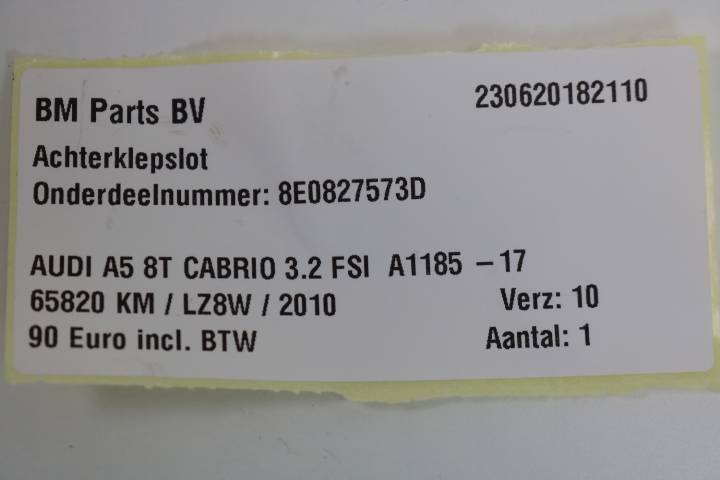 BM Parts BV 230620182110
Achterklepslot
Onderdeelnummer: 8E0827573D
AUDI A5 8T CABRIO 3.2 FSI A1185 - 17
65820 KM / LZ8W / 2010 Verz: 10
90 Euro incl. BTW Aantal: 1